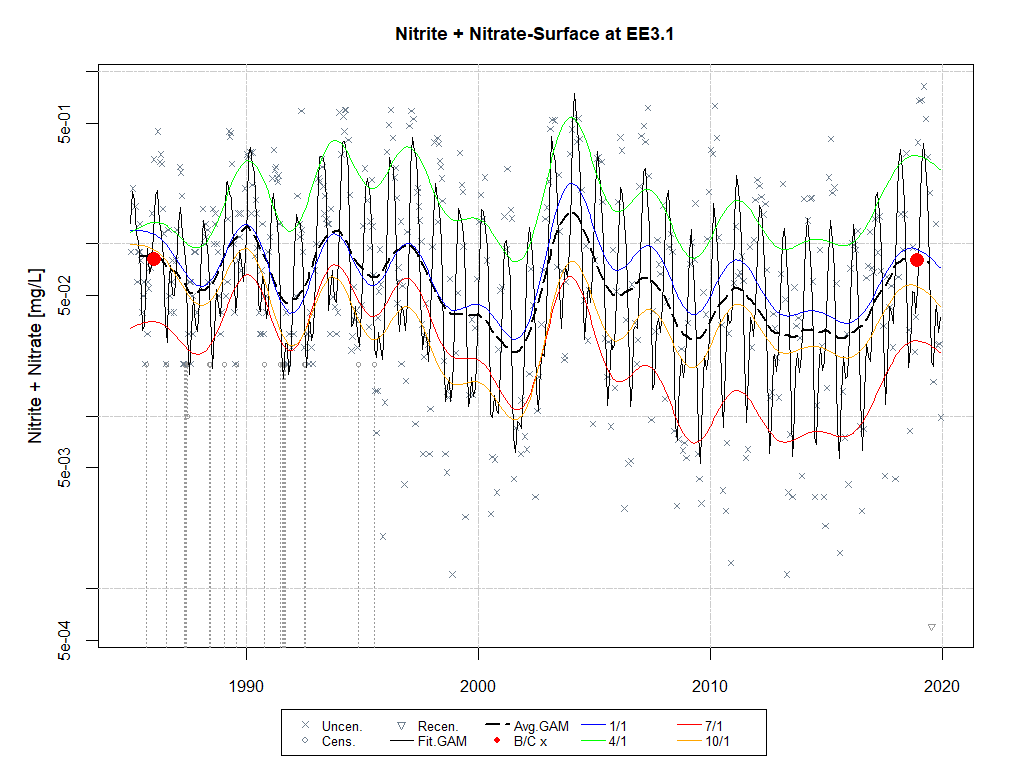 Nitrite + Nitrate-Surface at EE3.1
Nitrite + Nitrate [mg/L]
5e-01
5e-02
5e-03
5e-04
1990 2000 2010 2020
Uncen. Recen. Avg.GAM 1/1 7/1
Cens. Fit.GAM B/C x 4/1 10/1